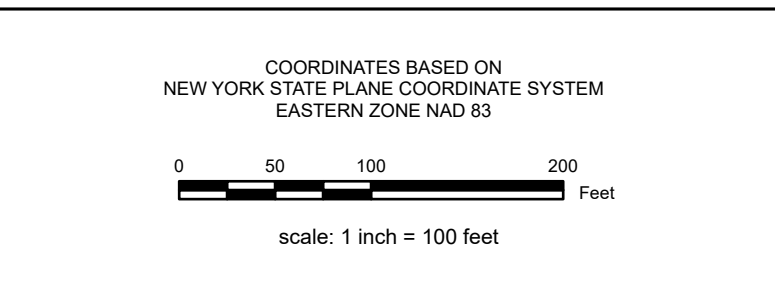 COORDINATES BASED ON
NEW YORK STATE PLANE COORDINATE SYSTEM
EASTERN ZONE NAD 83
0 50 100 200
Feet
scale: 1 inch = 100 feet